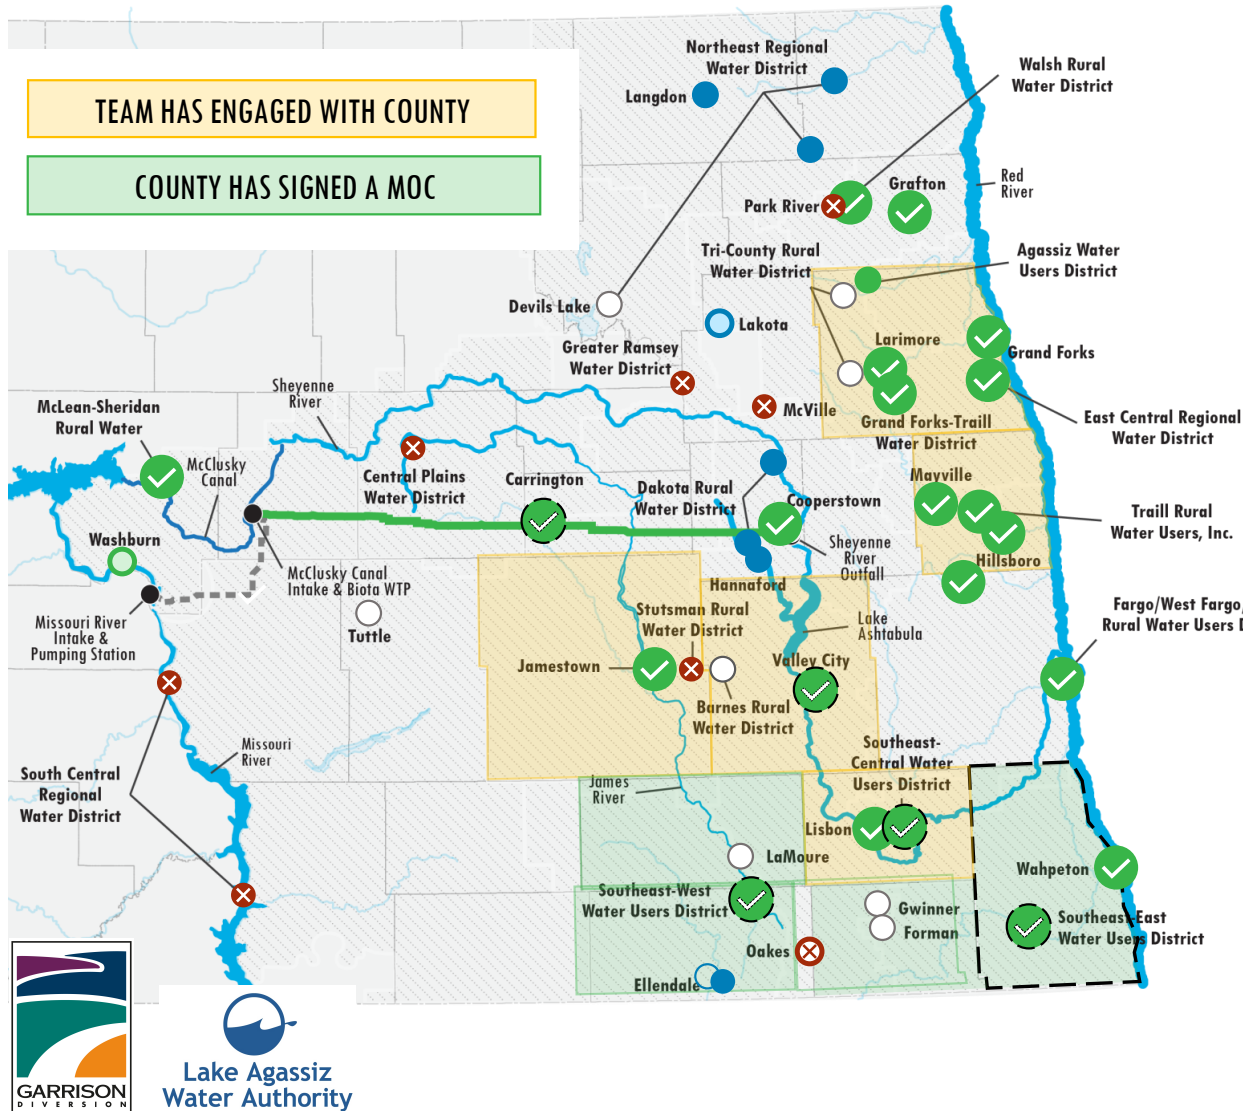 TEAM HAS ENGAGED WITH COUNTY
COUNTY HAS SIGNED A MOC
Northeast Regional
Water District
Langdon
Walsh Rural
Water District
Park River
Grafton
Red
River
Tri-County Rural
Water District
Agassiz Water
Users District
Devils Lake
Lakota
Larimore
Grand Forks
Greater Ramsey
Water District
McVille
Grand Forks-Traill
Water District
East Central Regional
Water District
Sheyenne
River
McLean-Sheridan
Rural Water
McClusky
Canal
Central Plains
Water District
Carrington
Dakota Rural
Water District
Cooperstown
Mayville
Traill Rural
Water Users, Inc.
Hillsboro
Washburn
McClusky Canal
Intake & Biota WTP
Sheyenne
River
Outfall
Hannaford
Missouri River
Intake &
Pumping Station
Tuttle
Stutsman Rural
Water District
Lake
Ashtabula
Fargo/West Fargo,
Rural Water Users D
Jamestown
Valley City
Barnes Rural
Water District
Missouri
River
South Central
Regional
Water District
Southeast-
Central Water
Users District
James
River
Lisbon
LaMoure
Wahpeton
Southeast-West
Water Users District
Gwinner
Forman
Southeast-East
Water Users District
Oakes
Ellendale
GARRISON
DIVERSION
Lake Agassiz
Water Authority